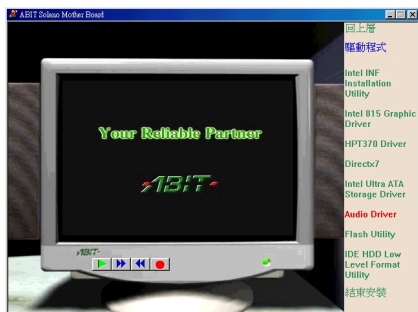 ABIT Solano Mother Board
回上層
驅動程式
Intel INF
Installation
Utility
Intel 815 Graphic
Driver
HPT370 Driver
Directx7
Intel Ultra ATA
Storage Driver
Audio Driver
Flash Utility
IDE HDD Low
Level Format
Utility
結束安裝
Your Reliable Partner
ABIT
ABIT